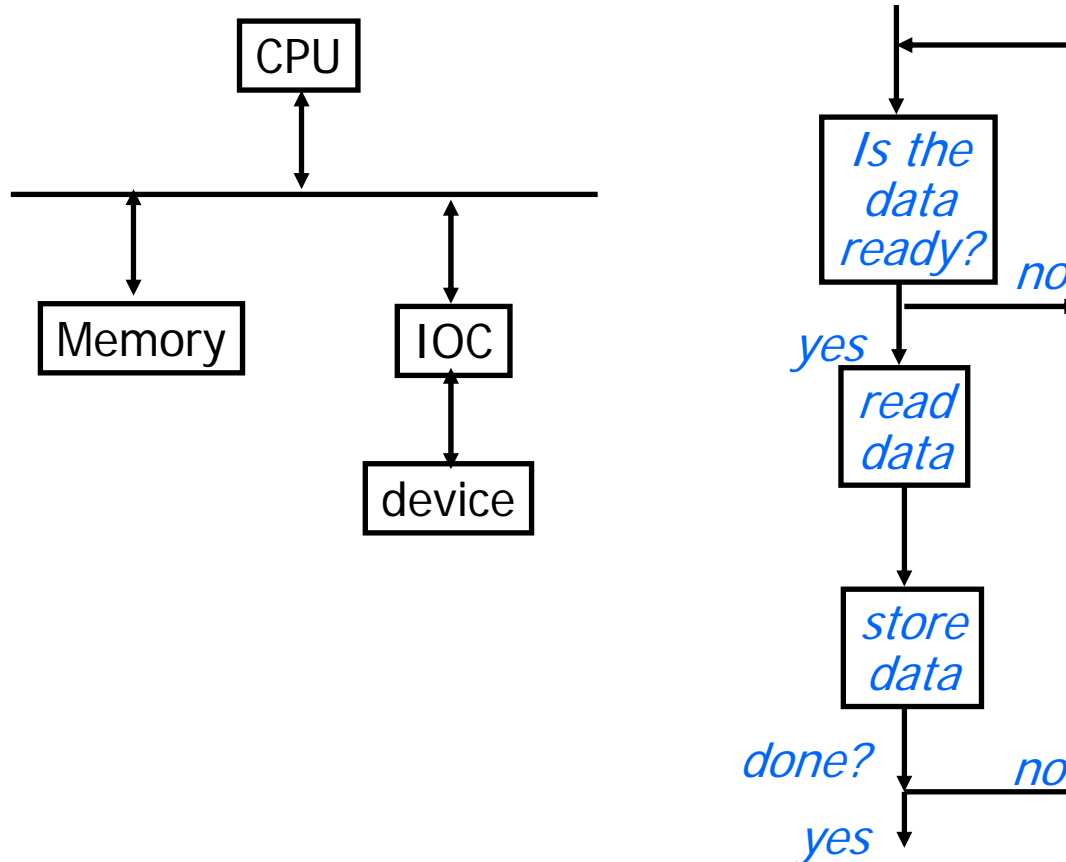 CPU
Memory
IOC
device
Is the
data
ready?
no
yes
read
data
store
data
done?
no
yes